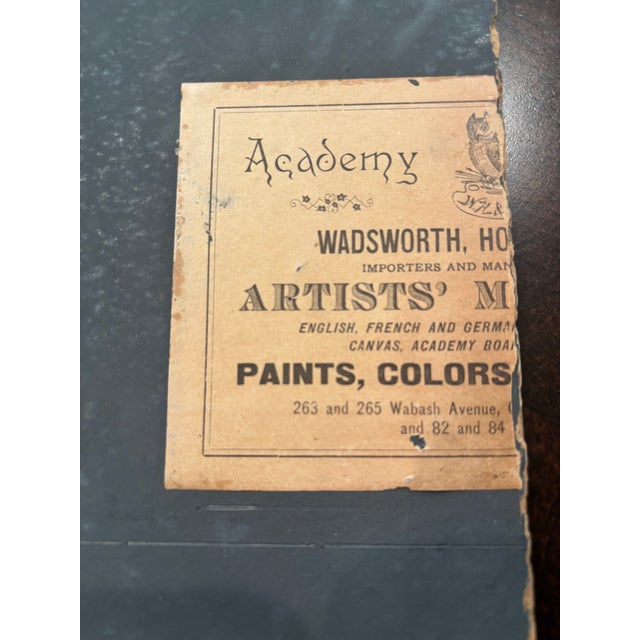 Academy
WADSWORTH, HO
IMPORTERS AND MAN
ARTISTS' M
ENGLISH, FRENCH AND GERMA
CANVAS, ACADEMY BOA
PAINTS, COLORS
263 and 265 Wabash Avenue, C
and 82 and 84